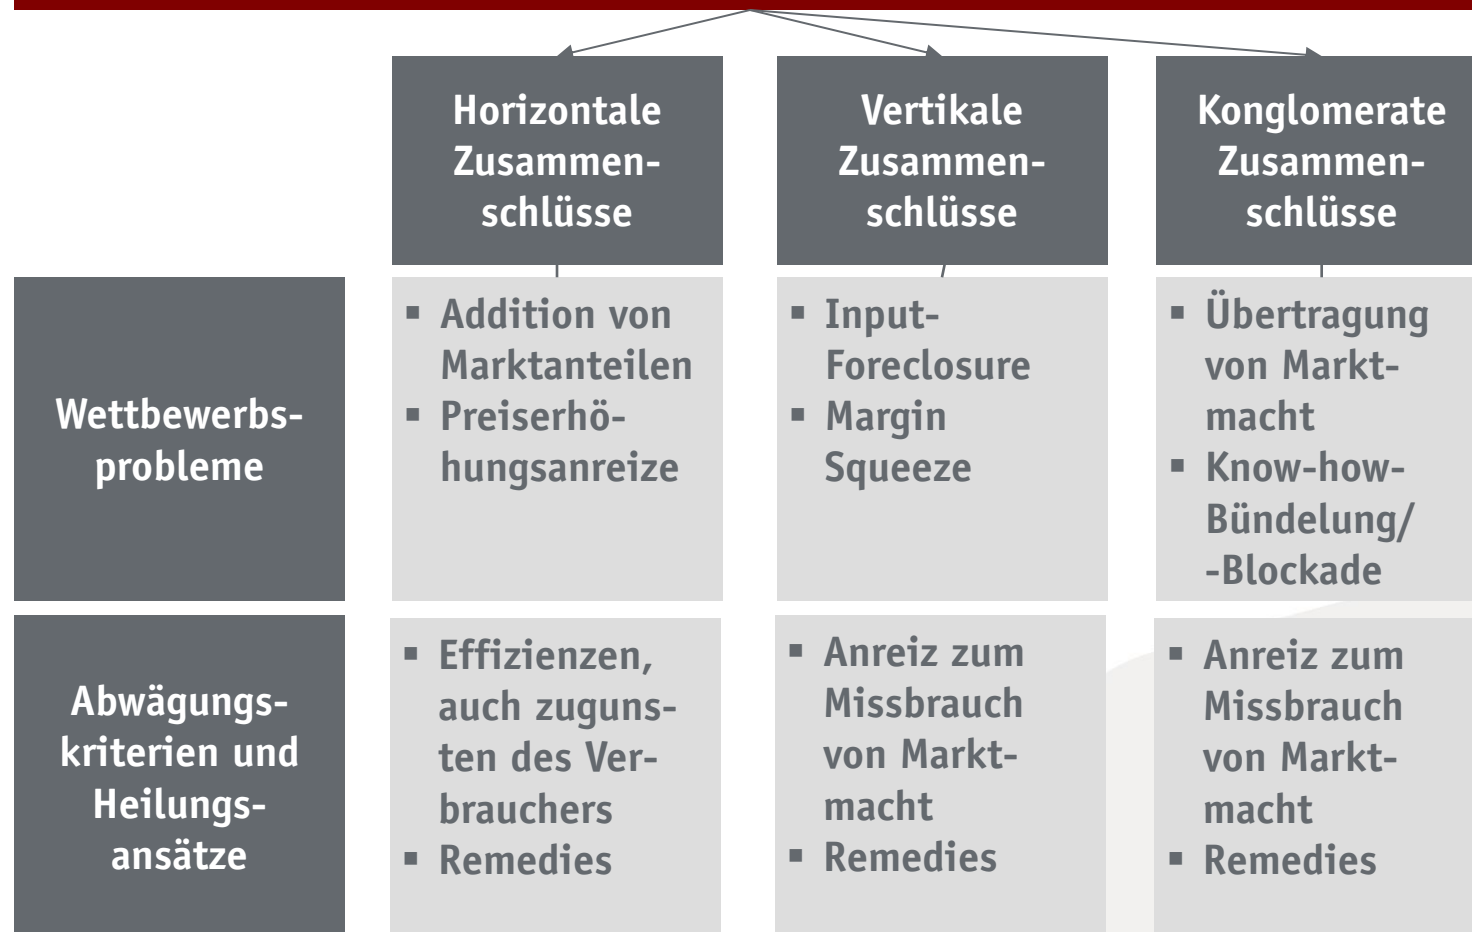 Horizontale
Zusammen-
schlüsse
Vertikale
Zusammen-
schlüsse
Konglomerate
Zusammen-
schlüsse
Wettbewerbs-
probleme
▪ Addition von
Marktanteilen
▪ Preiserhö-
hungsanreize
▪ Input-
Foreclosure
▪ Margin
Squeeze
▪ Übertragung
von Markt-
macht
▪ Know-how-
Bündelung/
-Blockade
Abwägungs-
kriterien und
Heilungs-
ansätze
▪ Effizienzen,
auch zuguns-
ten des Ver-
brauchers
▪ Remedies
▪ Anreiz zum
Missbrauch
von Markt-
macht
▪ Remedies
▪ Anreiz zum
Missbrauch
von Markt-
macht
▪ Remedies